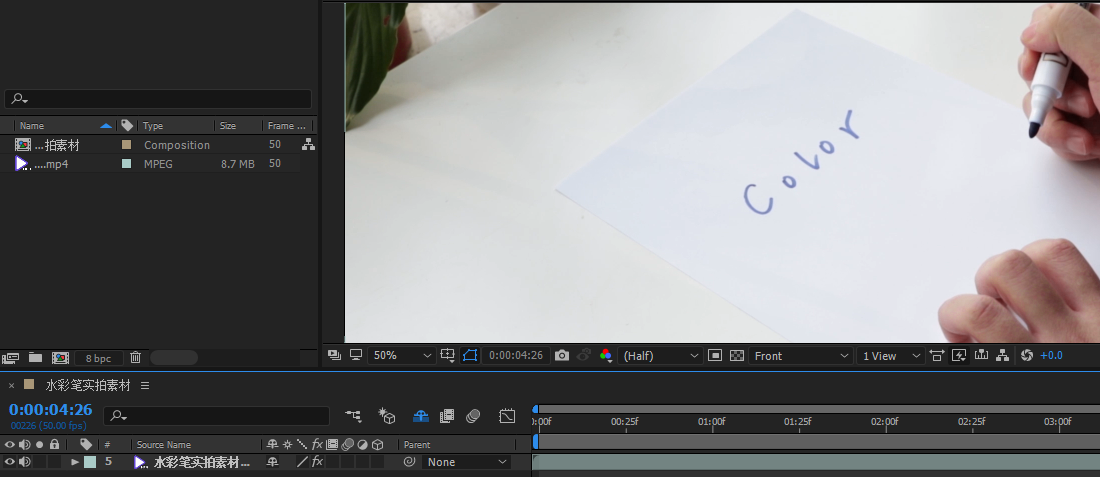 Name Type Size Frame ...
...拍素材 Composition 50
....mp4 MPEG 8.7 MB 50
Color
8 bpc
50% 0:00:04:26 (Half) Front 1 View +0.0
× 水彩笔实拍素材
0:00:04:26
00226 (50.00 fps)
:00f 00:25f 01:00f 01:25f 02:00f 02:25f 03:00f
# Source Name fx Parent
5 水彩笔实拍素材... fx None